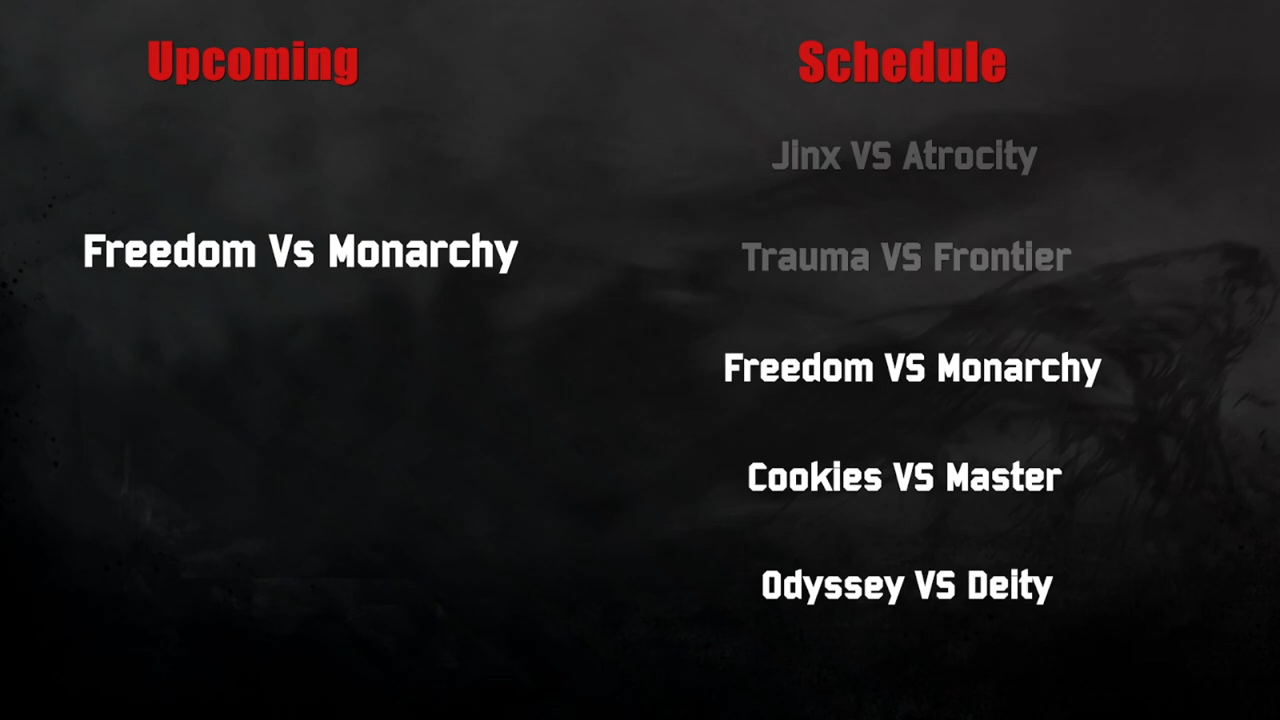 Upcoming
Freedom Vs Monarchy
Schedule
Jinx VS Atrocity
Trauma VS Frontier
Freedom VS Monarchy
Cookies VS Master
Odyssey VS Deity